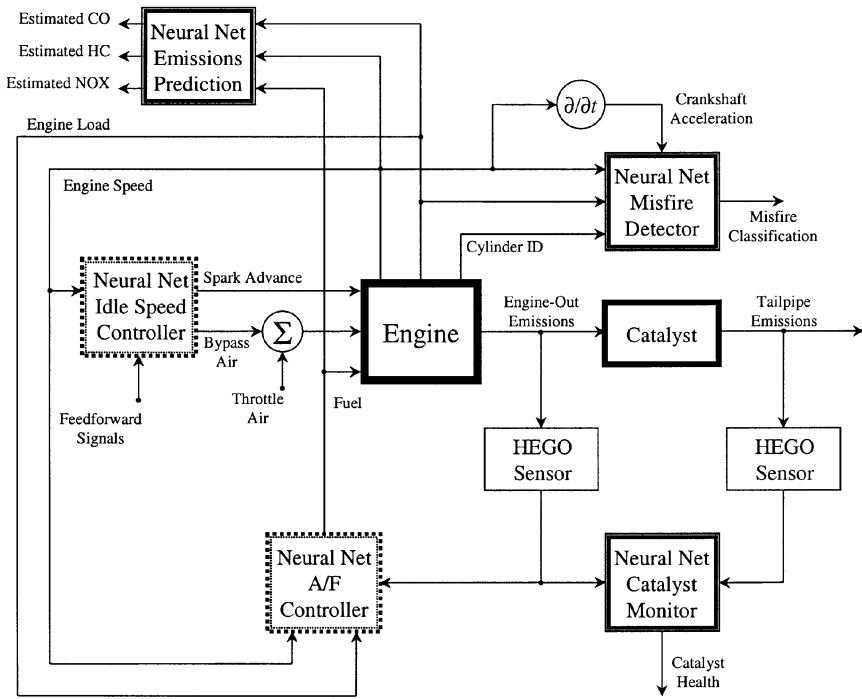 Estimated CO
Estimated HC
Estimated NOX
Neural Net
Emissions
Prediction
Engine Load
∂/∂t
Crankshaft
Acceleration
Engine Speed
Neural Net
Misfire
Detector
Misfire
Classification
Cylinder ID
Neural Net
Idle Speed
Controller
Spark Advance
Bypass
Air
Σ
Throttle
Air
Feedforward
Signals
Fuel
Engine
Engine-Out
Emissions
Catalyst
Tailpipe
Emissions
HEGO
Sensor
HEGO
Sensor
Neural Net
A/F
Controller
Neural Net
Catalyst
Monitor
Catalyst
Health